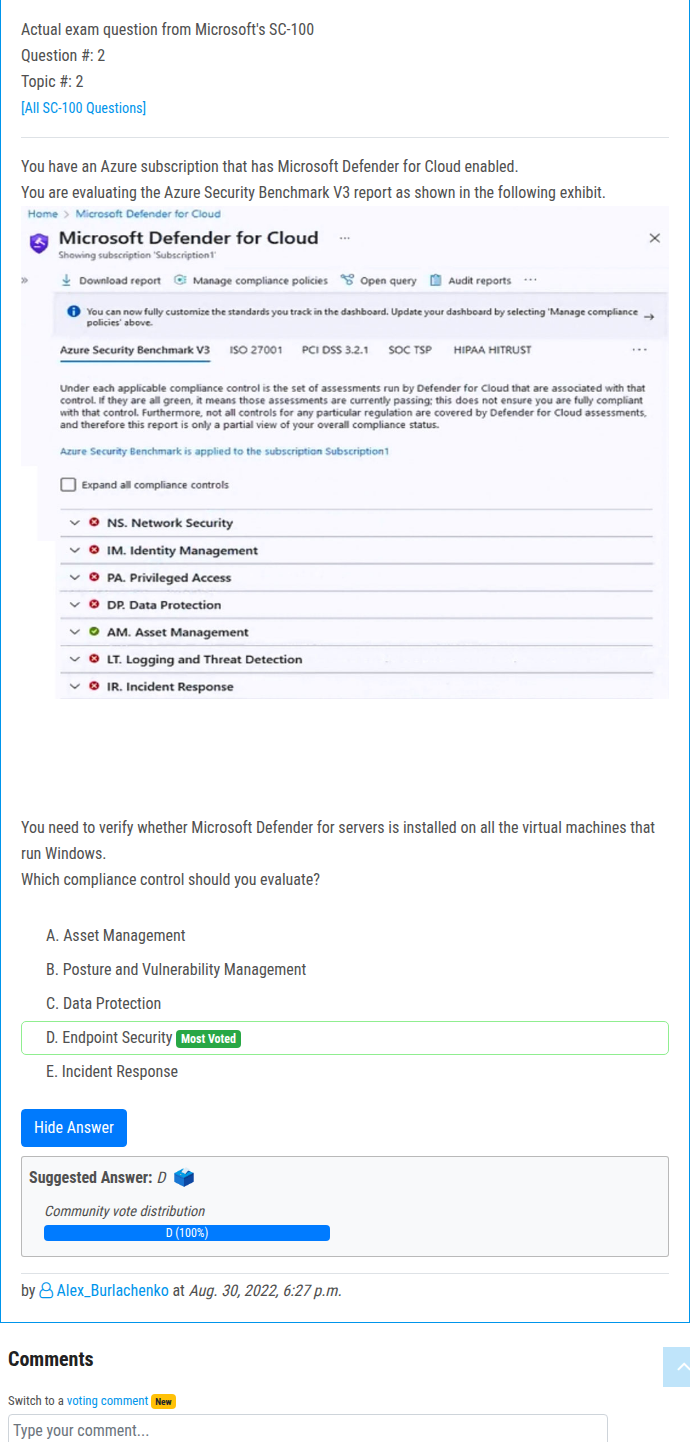 Actual exam question from Microsoft's SC-100
Question #: 2
Topic #: 2
[All SC-100 Questions]
You have an Azure subscription that has Microsoft Defender for Cloud enabled.
You are evaluating the Azure Security Benchmark V3 report as shown in the following exhibit.
Home > Microsoft Defender for Cloud
Microsoft Defender for Cloud ...
Showing subscription 'Subscription1'
Download report Manage compliance policies Open query Audit reports ...
You can now fully customize the standards you track in the dashboard. Update your dashboard by selecting 'Manage compliance
policies' above.
Azure Security Benchmark V3 ISO 27001 PCI DSS 3.2.1 SOC TSP HIPAA HITRUST ...
Under each applicable compliance control is the set of assessments run by Defender for Cloud that are associated with that
control. If they are all green, it means those assessments are currently passing; this does not ensure you are fully compliant
with that control. Furthermore, not all controls for any particular regulation are covered by Defender for Cloud assessments,
and therefore this report is only a partial view of your overall compliance status.
Azure Security Benchmark is applied to the subscription Subscription1
Expand all compliance controls
NS. Network Security
IM. Identity Management
PA. Privileged Access
DP. Data Protection
AM. Asset Management
LT. Logging and Threat Detection
IR. Incident Response
You need to verify whether Microsoft Defender for servers is installed on all the virtual machines that
run Windows.
Which compliance control should you evaluate?
A. Asset Management
B. Posture and Vulnerability Management
C. Data Protection
D. Endpoint Security Most Voted
E. Incident Response
Hide Answer
Suggested Answer: D
Community vote distribution
D (100%)
by Alex_Burlachenko at Aug. 30, 2022, 6:27 p.m.
Comments
Switch to a voting comment New
Type your comment...